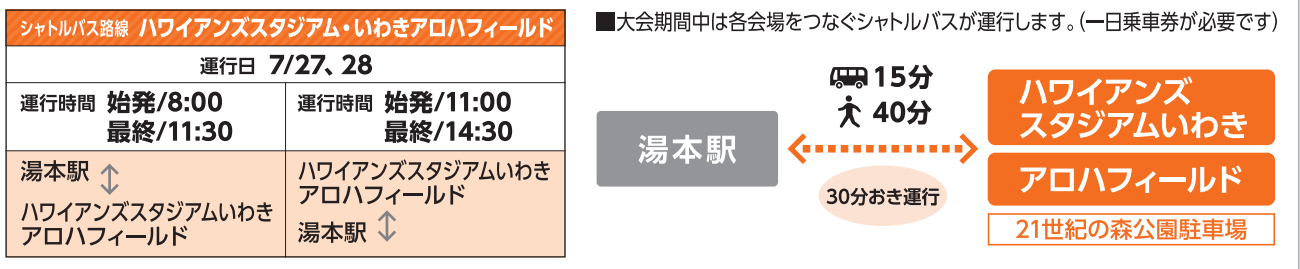 シャトルバス路線 ハワイアンズスタジアム・いわきアロハフィールド
運行日 7/27、28
運行時間 始発/8:00
最終/11:30
運行時間 始発/11:00
最終/14:30
湯本駅
ハワイアンズスタジアムいわき
アロハフィールド
ハワイアンズスタジアムいわき
アロハフィールド
湯本駅
■大会期間中は各会場をつなぐシャトルバスが運行します。(一日乗車券が必要です)
湯本駅
15分
40分
30分おき運行
ハワイアンズ
スタジアムいわき
アロハフィールド
21世紀の森公園駐車場